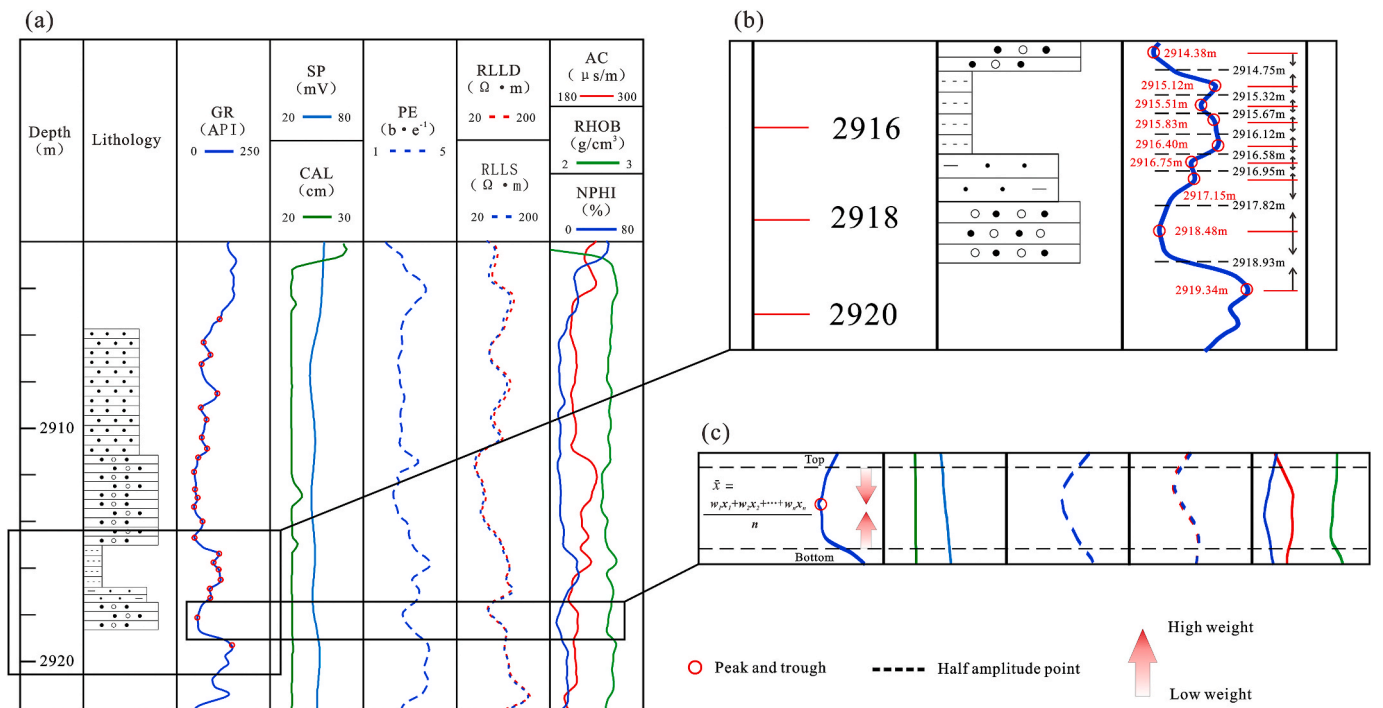 (a)
Depth
(m)
Lithology
GR
(API)
0 250
SP
(mV)
20 80
CAL
(cm)
20 30
PE
(b·e⁻¹)
1 5
RLLD
(Ω·m)
20 200
RLLS
(Ω·m)
20 200
AC
(μs/m)
180 300
RHOB
(g/cm³)
2 3
NPHI
(%)
0 80
2910
2920
(b)
2916
2918
2920
2914.38m
2914.75m
2915.12m
2915.32m
2915.51m
2915.67m
2915.83m
2916.12m
2916.40m
2916.58m
2916.75m
2916.95m
2917.15m
2917.82m
2918.48m
2918.93m
2919.34m
(c)
Top
x̄ =
w₁x₁+w₂x₂+⋯+wₙxₙ
n
Bottom
High weight
Peak and trough
Half amplitude point
Low weight